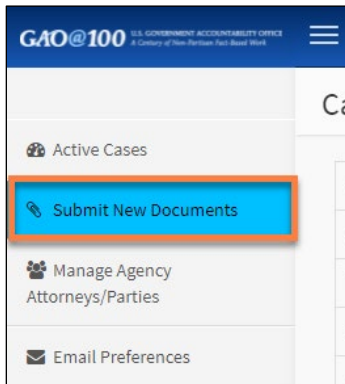 GAO@100 U.S. GOVERNMENT ACCOUNTABILITY OFFICE
A Century of Non-Partisan Fact-Based Work
Ca
Active Cases
Submit New Documents
Manage Agency
Attorneys/Parties
Email Preferences